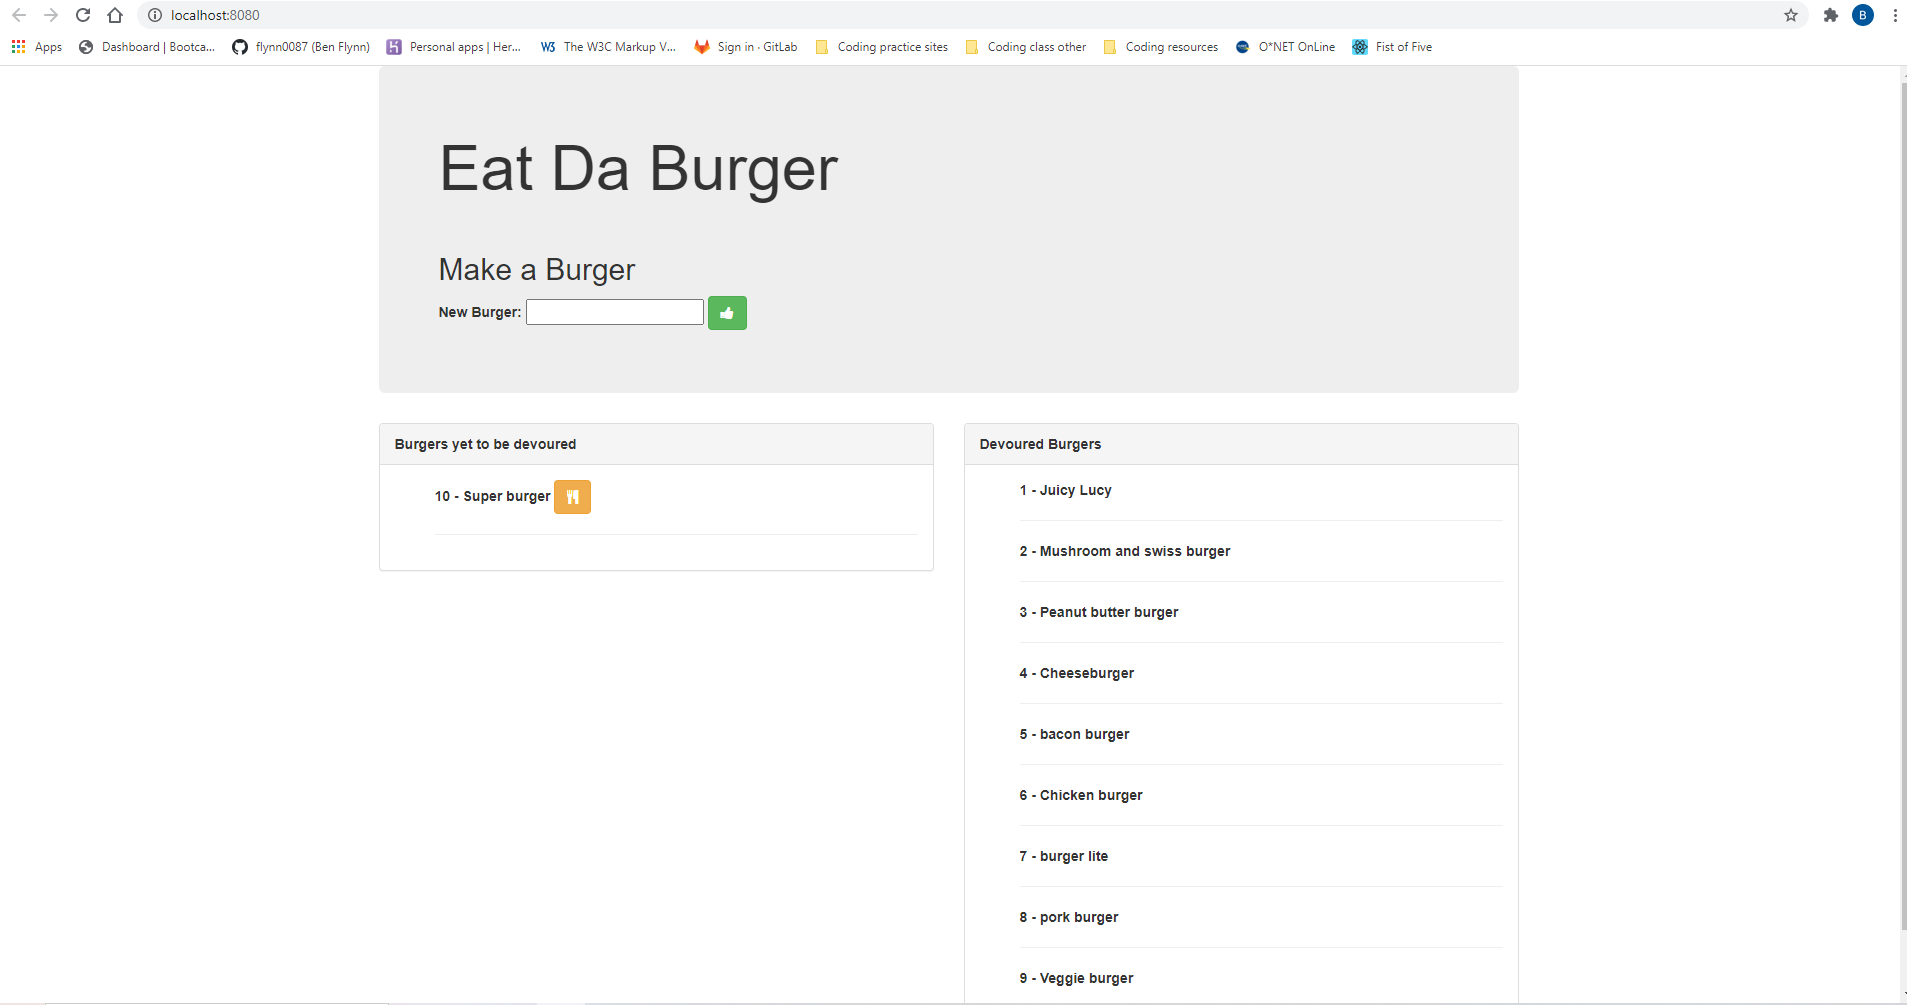 localhost:8080
B
Apps
Dashboard | Bootca...
flynn0087 (Ben Flynn)
Personal apps | Her...
W3 The W3C Markup V...
Sign in · GitLab
Coding practice sites
Coding class other
Coding resources
O*NET OnLine
Fist of Five
Eat Da Burger
Make a Burger
New Burger:
Burgers yet to be devoured
10 - Super burger
Devoured Burgers
1 - Juicy Lucy
2 - Mushroom and swiss burger
3 - Peanut butter burger
4 - Cheeseburger
5 - bacon burger
6 - Chicken burger
7 - burger lite
8 - pork burger
9 - Veggie burger